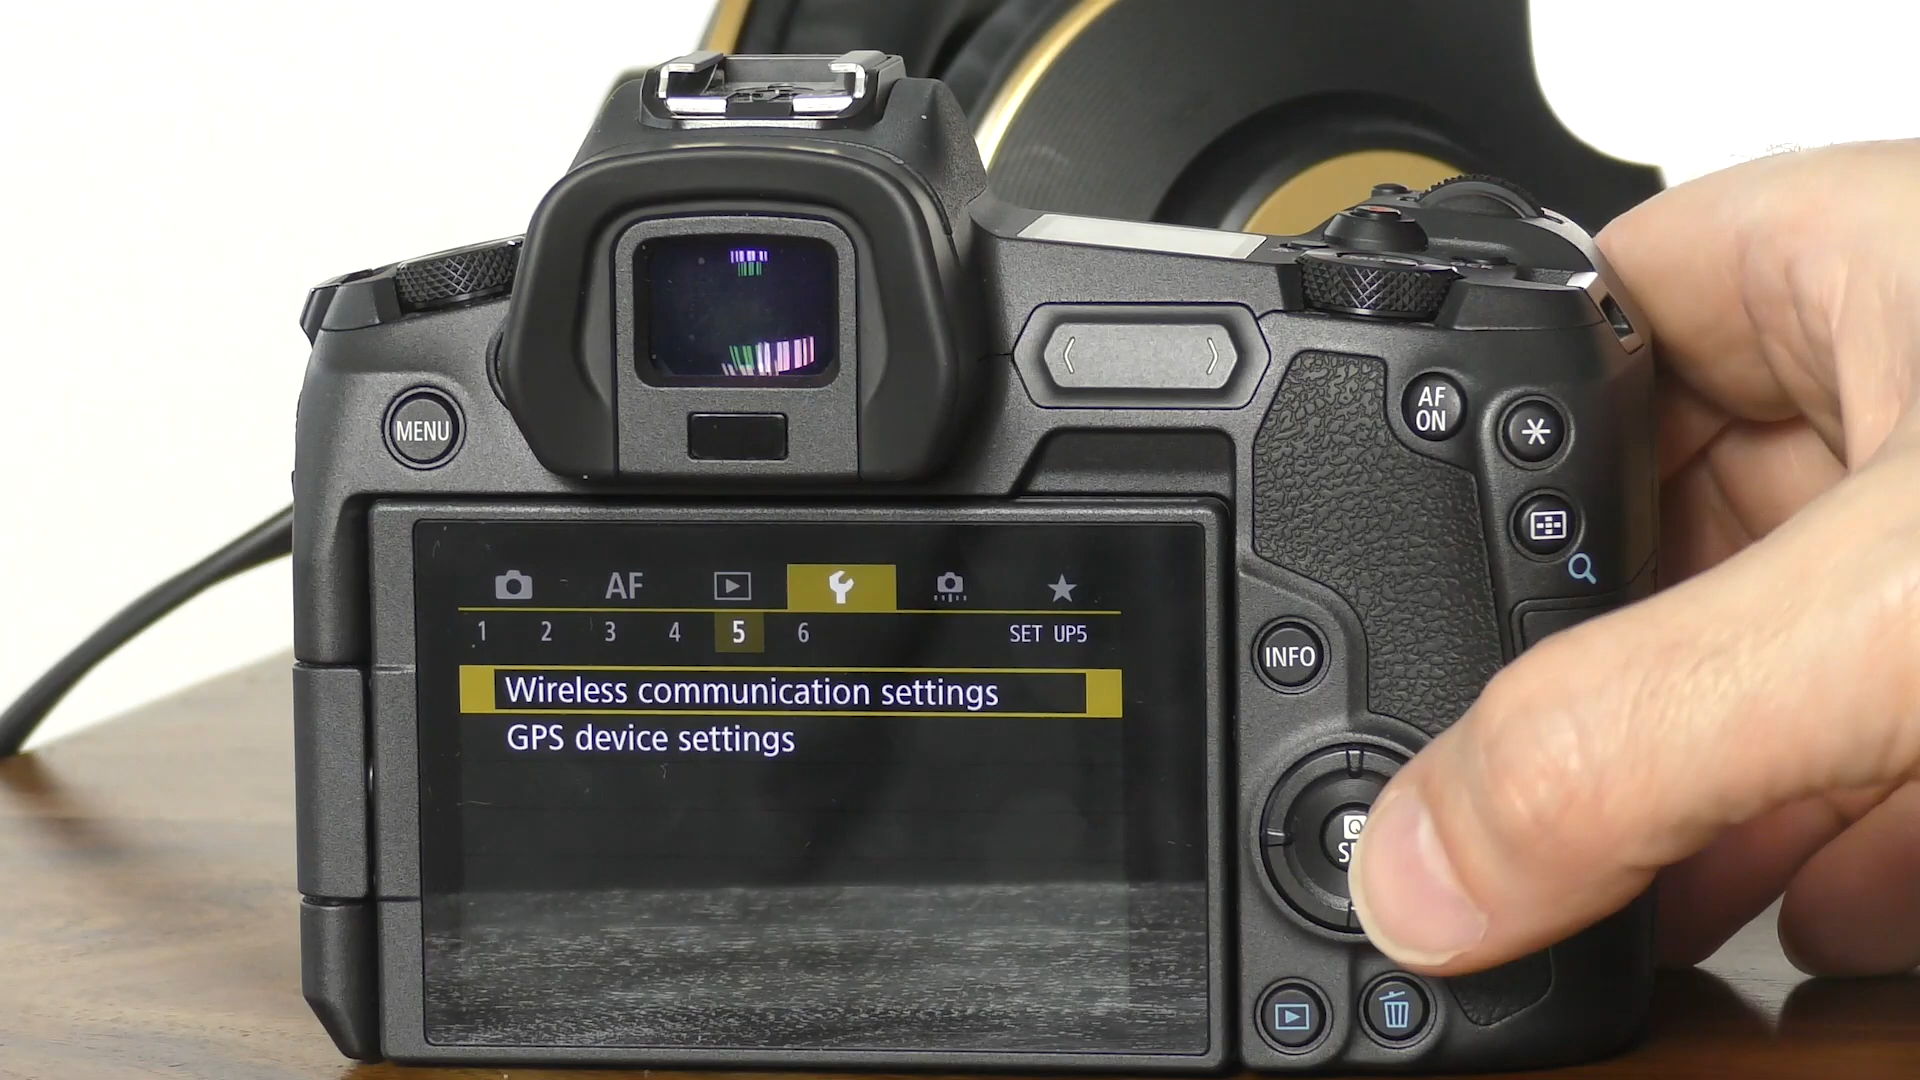 MENU
AF
ON
AF
1 2 3 4 5 6 SET UP5
Wireless communication settings
GPS device settings
INFO
Q